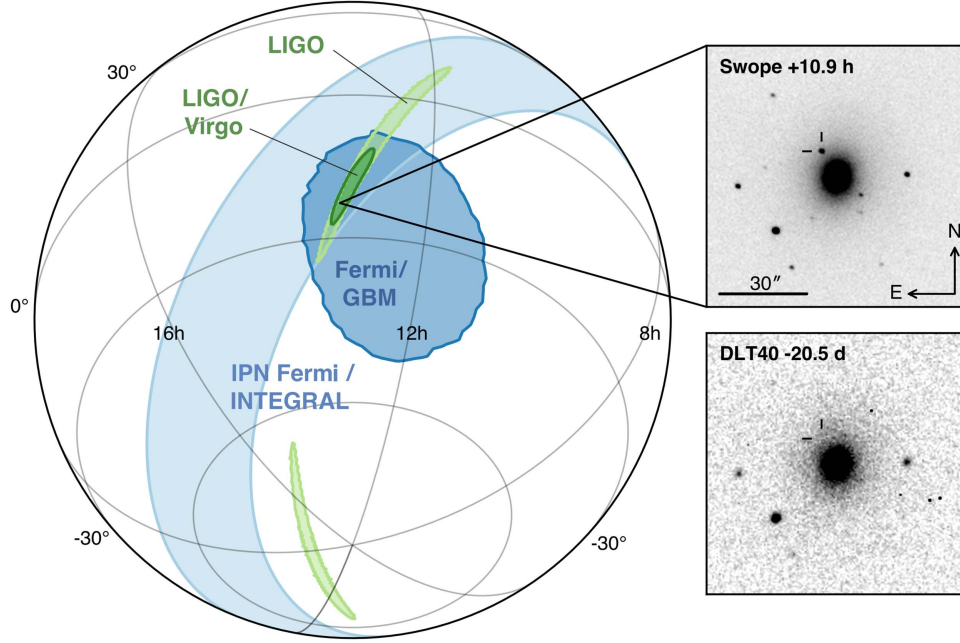 LIGO
LIGO/
Virgo
30°
0°
-30°
-30°
16h
12h
8h
Fermi/
GBM
IPN Fermi /
INTEGRAL
Swope +10.9 h
30″
N
E
DLT40 -20.5 d